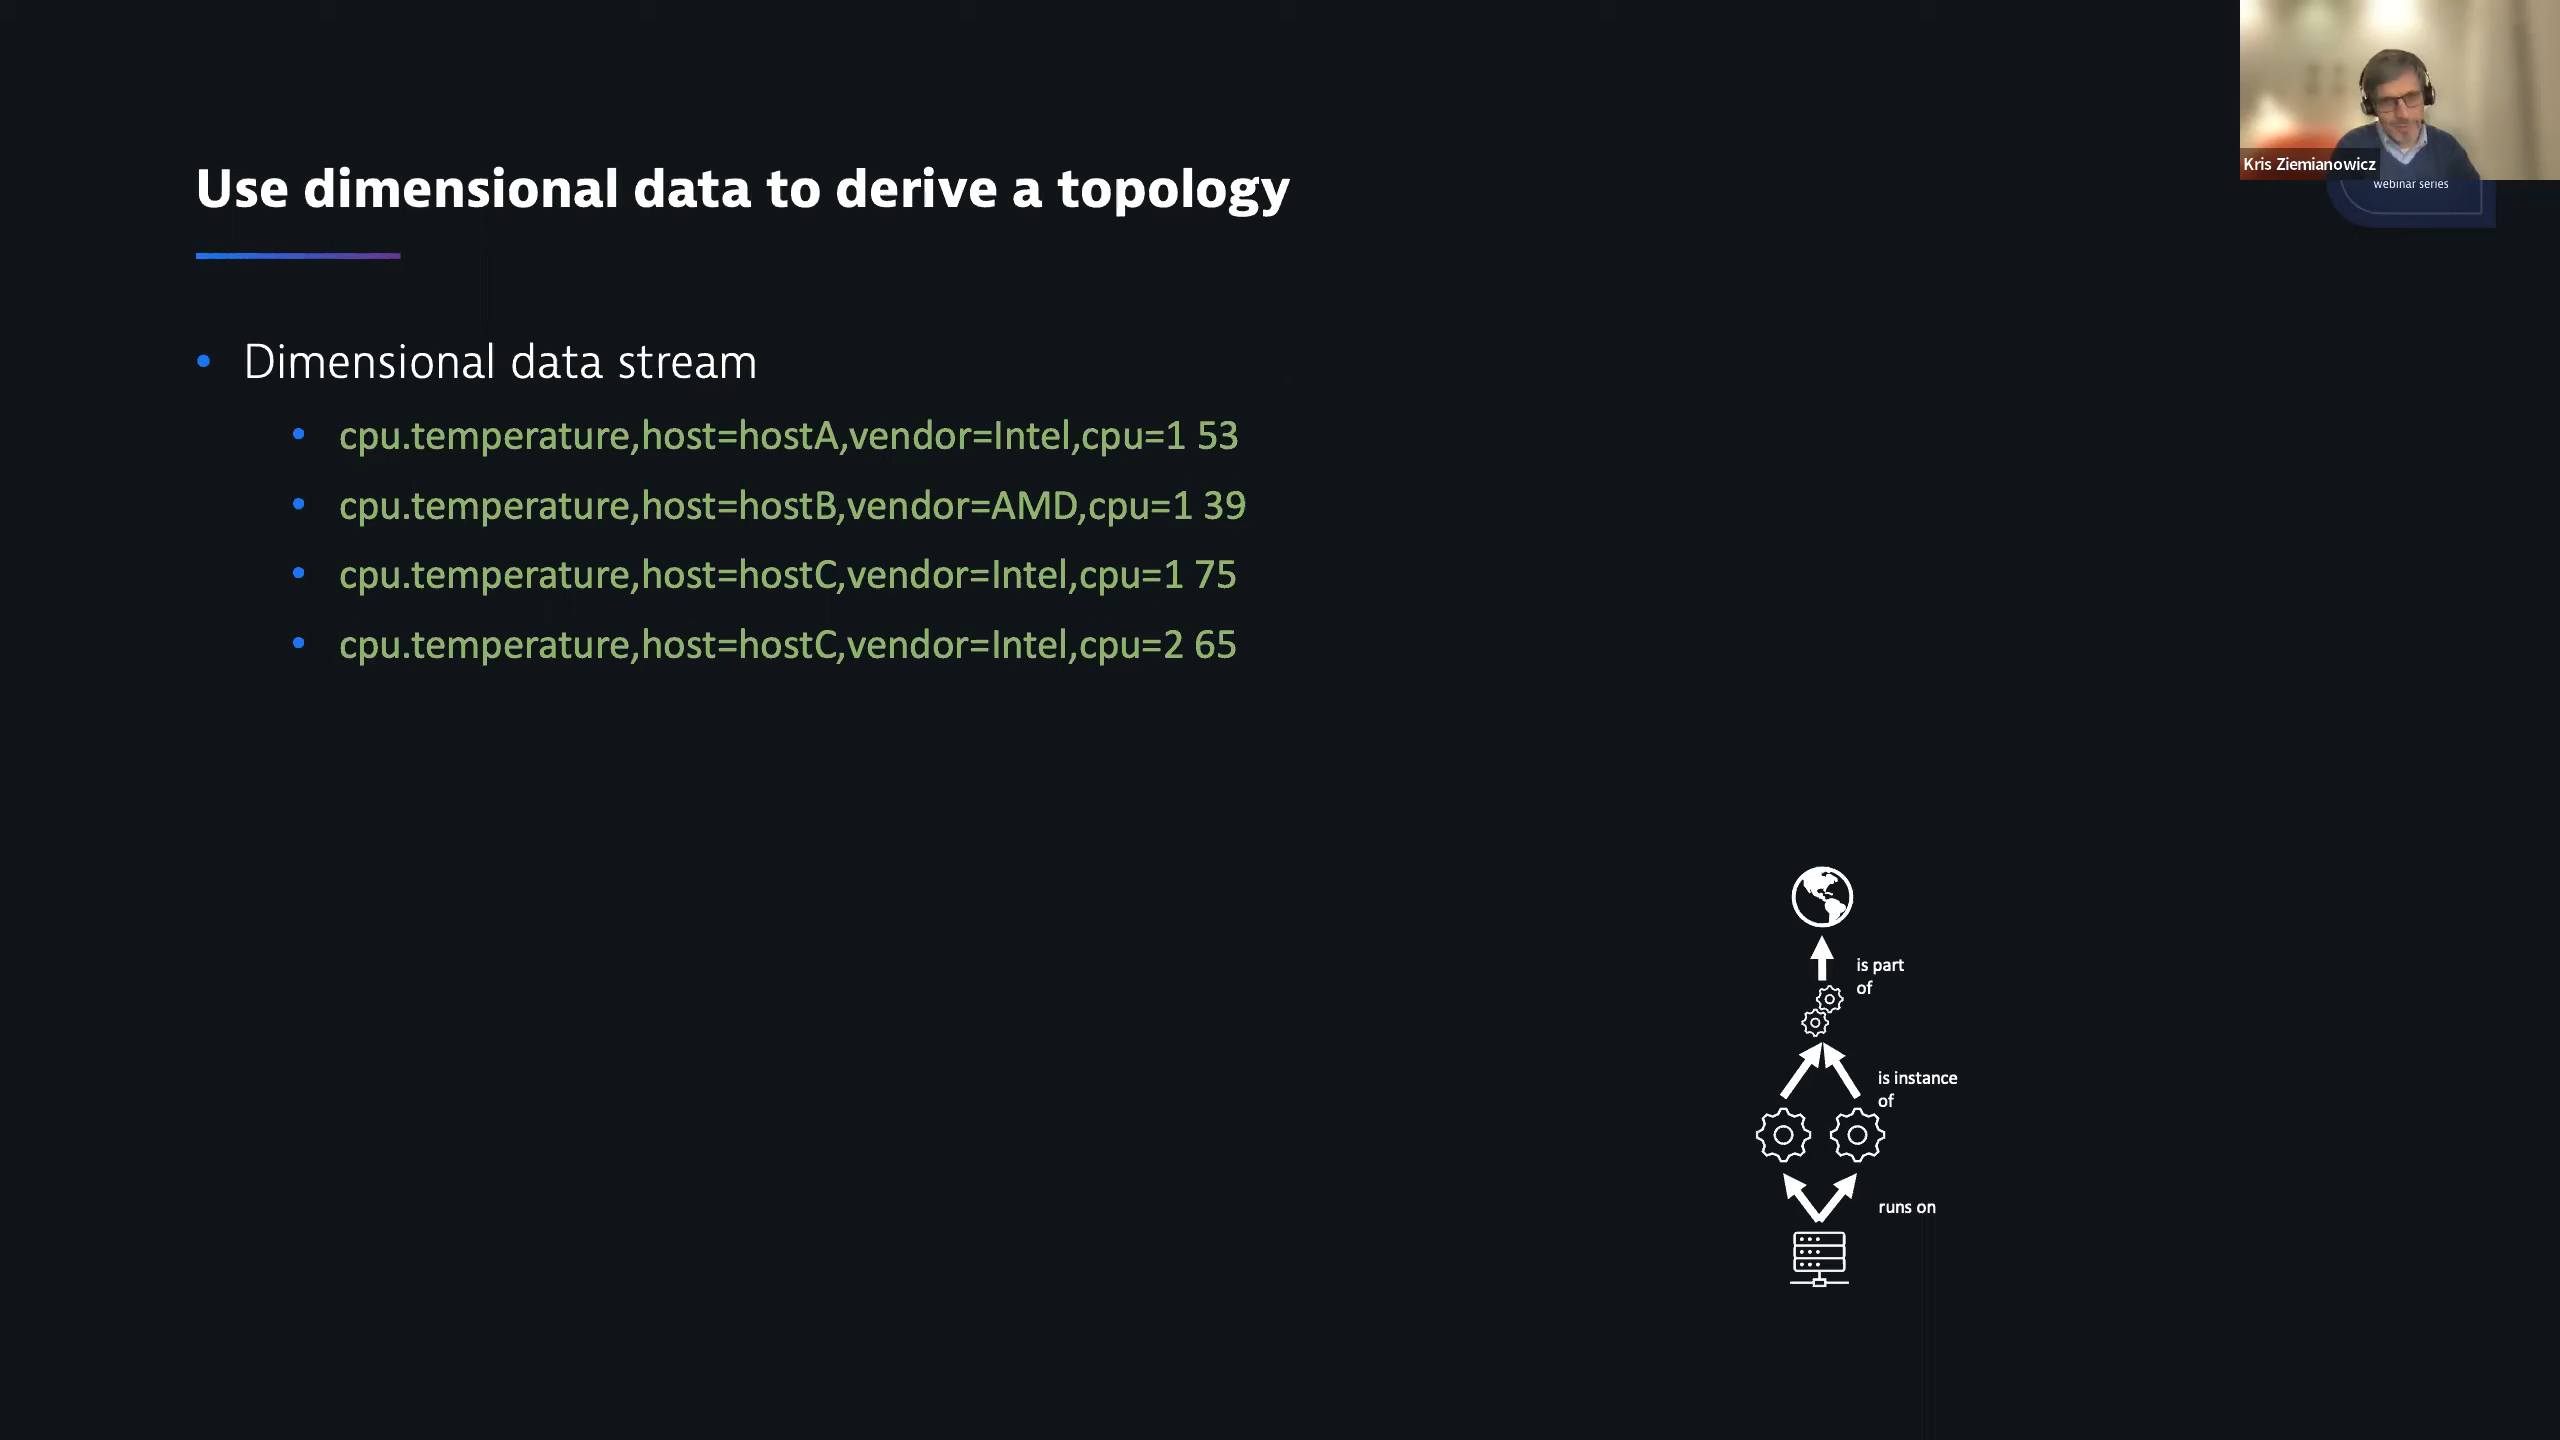 Use dimensional data to derive a topology
Kris Ziemianowicz
webinar series
• Dimensional data stream
• cpu.temperature,host=hostA,vendor=Intel,cpu=1 53
• cpu.temperature,host=hostB,vendor=AMD,cpu=1 39
• cpu.temperature,host=hostC,vendor=Intel,cpu=1 75
• cpu.temperature,host=hostC,vendor=Intel,cpu=2 65
is part
of
is instance
of
runs on